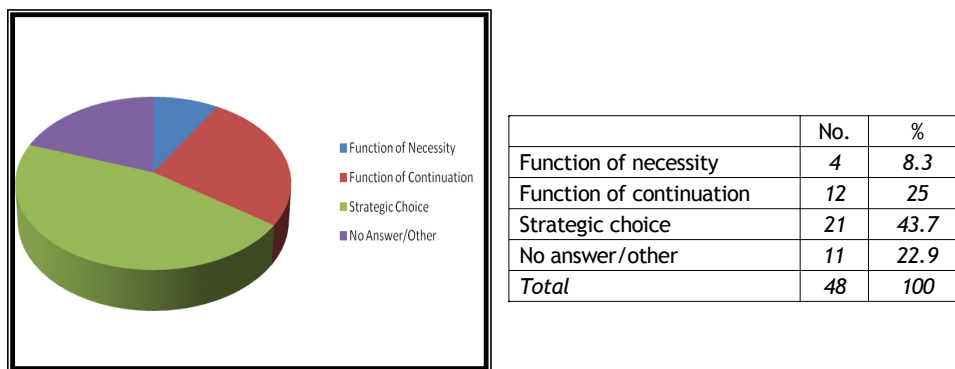 Function of Necessity
Function of Continuation
Strategic Choice
No Answer/Other
No. %
Function of necessity 4 8.3
Function of continuation 12 25
Strategic choice 21 43.7
No answer/other 11 22.9
Total 48 100